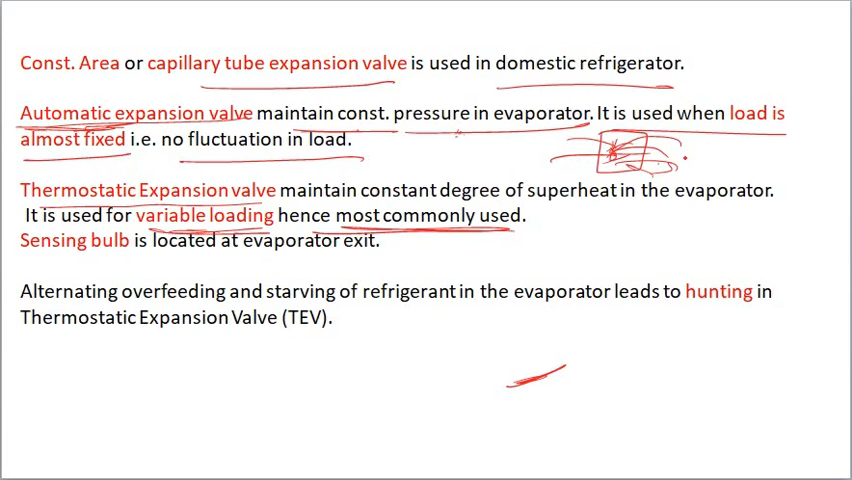 Const. Area or capillary tube expansion valve is used in domestic refrigerator.
Automatic expansion valve maintain const. pressure in evaporator. It is used when load is
almost fixed i.e. no fluctuation in load.
Thermostatic Expansion valve maintain constant degree of superheat in the evaporator.
It is used for variable loading hence most commonly used.
Sensing bulb is located at evaporator exit.
Alternating overfeeding and starving of refrigerant in the evaporator leads to hunting in
Thermostatic Expansion Valve (TEV).